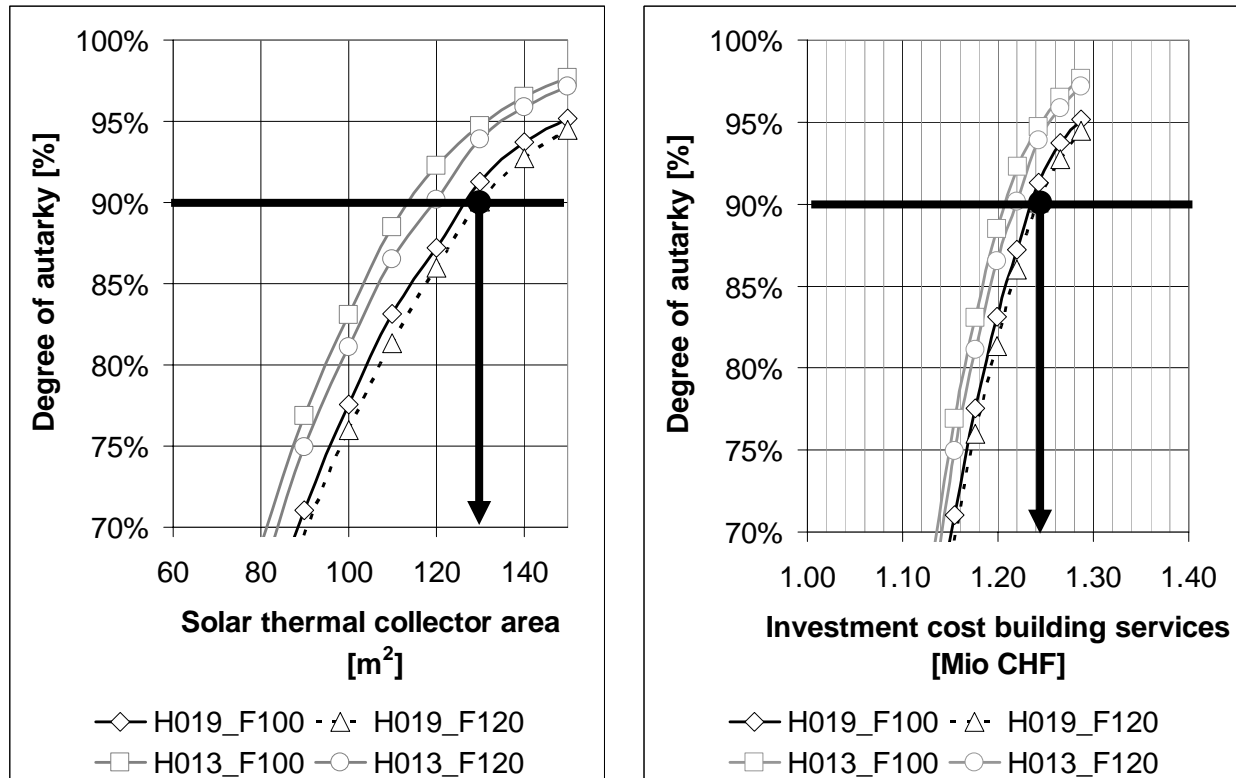 100%
95%
90%
85%
80%
75%
70%
60 80 100 120 140
Degree of autarky [%]
Solar thermal collector area
[m²]
H019_F100 H019_F120
H013_F100 H013_F120
100%
95%
90%
85%
80%
75%
70%
1.00 1.10 1.20 1.30 1.40
Degree of autarky [%]
Investment cost building services
[Mio CHF]
H019_F100 H019_F120
H013_F100 H013_F120